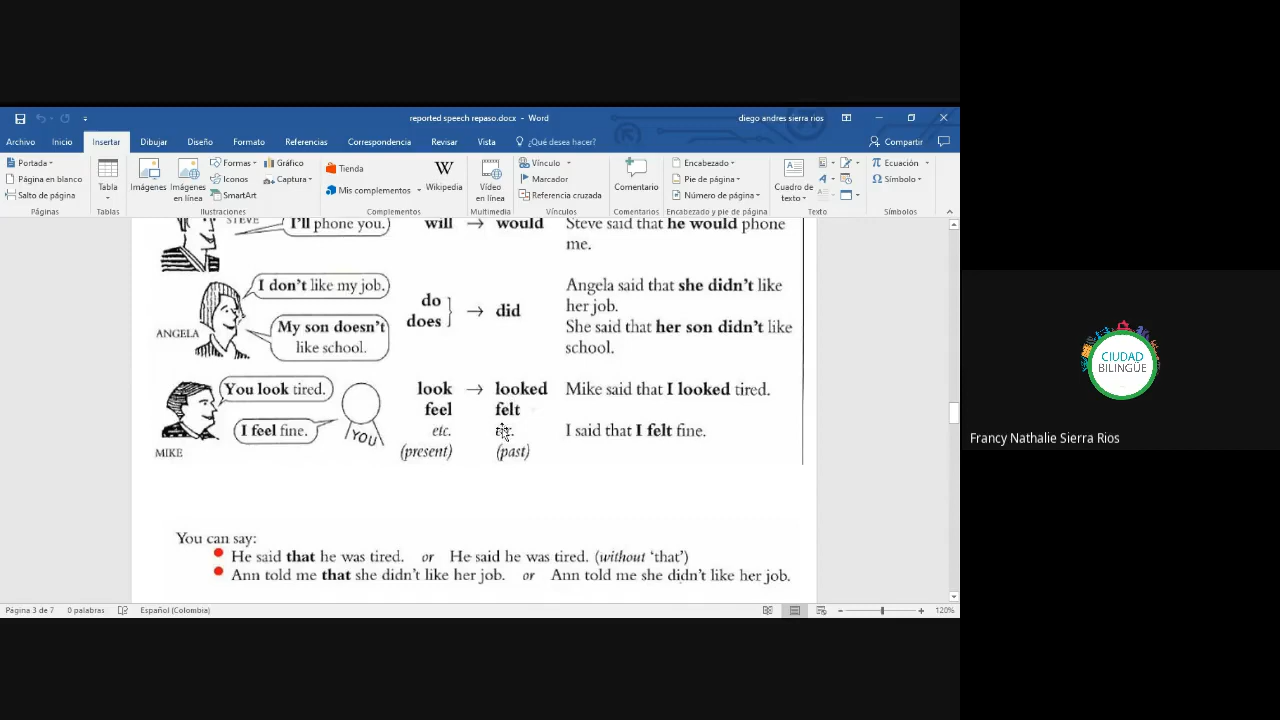 reported speech repaso.docx - Word
diego andres sierra rios
Archivo Inicio Insertar Dibujar Diseño Formato Referencias Correspondencia Revisar Vista ¿Qué desea hacer? Compartir
Portada
Página en blanco
Salto de página
Páginas
Tabla
Tablas
Imágenes
Imágenes en línea
Formas
Iconos
SmartArt
Gráfico
Captura
Ilustraciones
Tienda
Mis complementos
Wikipedia
Complementos
Vídeo en línea
Multimedia
Vínculo
Marcador
Referencia cruzada
Vínculos
Comentario
Comentarios
Encabezado
Pie de página
Número de página
Encabezado y pie de página
Cuadro de texto
Texto
Ecuación
Símbolo
Símbolos
STEVE
I'll phone you.
will → would
Steve said that he would phone
me.
I don't like my job.
My son doesn't
like school.
ANGELA
do
does
→ did
Angela said that she didn't like
her job.
She said that her son didn't like
school.
You look tired.
I feel fine.
YOU
MIKE
look → looked
feel felt
etc. etc.
(present) (past)
Mike said that I looked tired.
I said that I felt fine.
You can say:
He said that he was tired. or He said he was tired. (without 'that')
Ann told me that she didn't like her job. or Ann told me she didn't like her job.
Página 3 de 7 0 palabras Español (Colombia) 120%
CIUDAD
BILINGÜE
Francy Nathalie Sierra Rios